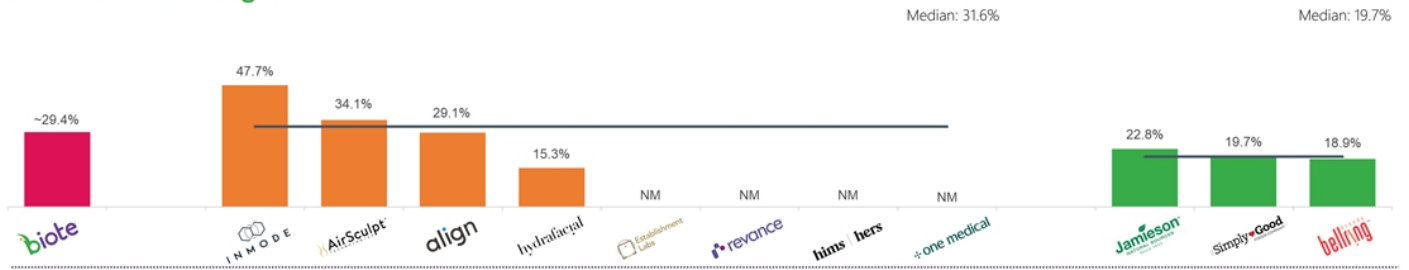 Median: 31.6%
Median: 19.7%
~29.4%
47.7%
34.1%
29.1%
15.3%
NM
NM
NM
NM
22.8%
19.7%
18.9%
biote
INMODE
AirSculpt
align
hydrafacial
Establishment
Labs
revance
hims | hers
+one medical
Jamieson
NATURAL SOURCES
Simply Good
bellring